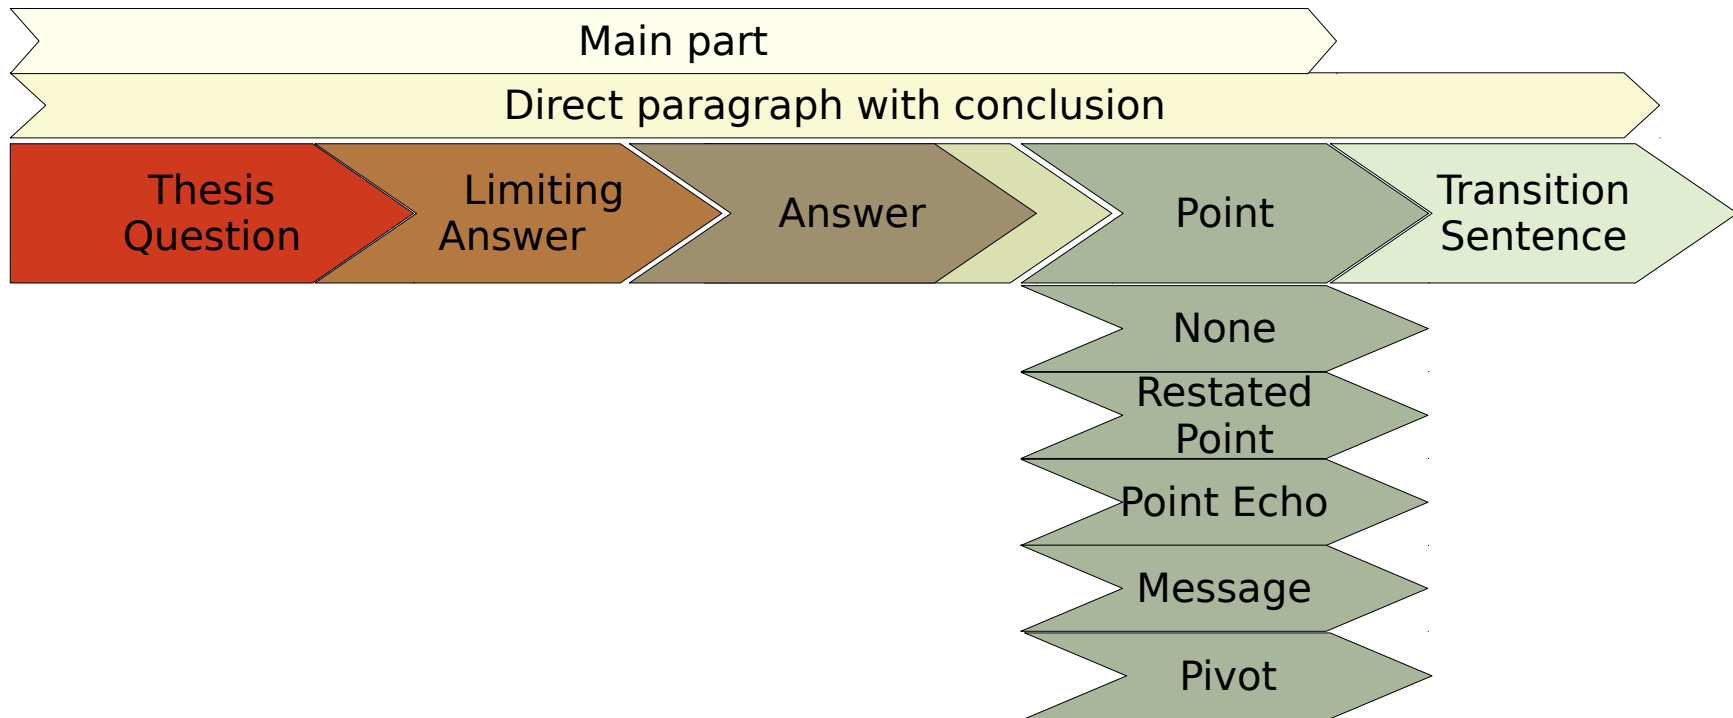 Main part
Direct paragraph with conclusion
Thesis
Question
Limiting
Answer
Answer
Point
Transition
Sentence
None
Restated
Point
Point Echo
Message
Pivot